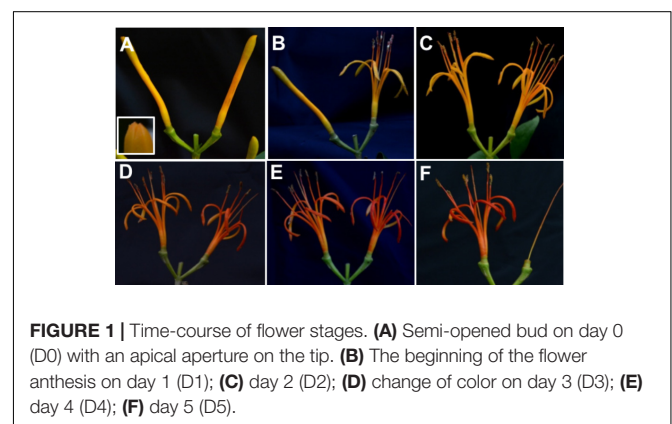 A
B
C
D
E
F
FIGURE 1 | Time-course of flower stages. (A) Semi-opened bud on day 0
(D0) with an apical aperture on the tip. (B) The beginning of the flower
anthesis on day 1 (D1); (C) day 2 (D2); (D) change of color on day 3 (D3); (E)
day 4 (D4); (F) day 5 (D5).